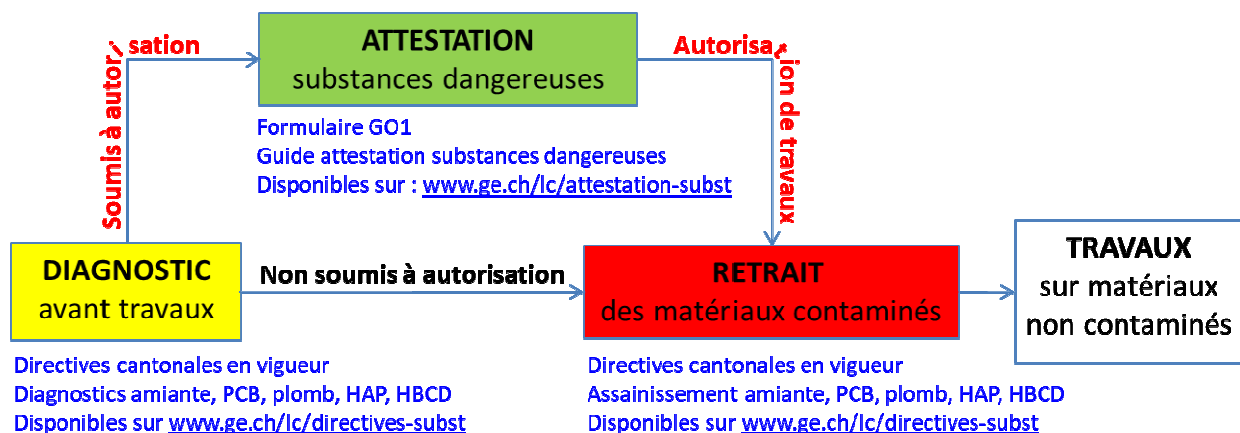 Soumis à autorisation
ATTESTATION
substances dangereuses
Autorisation de travaux
Formulaire GO1
Guide attestation substances dangereuses
Disponibles sur : www.ge.ch/lc/attestation-subst
DIAGNOSTIC
avant travaux
Non soumis à autorisation
RETRAIT
des matériaux contaminés
TRAVAUX
sur matériaux
non contaminés
Directives cantonales en vigueur
Diagnostics amiante, PCB, plomb, HAP, HBCD
Disponibles sur www.ge.ch/lc/directives-subst
Directives cantonales en vigueur
Assainissement amiante, PCB, plomb, HAP, HBCD
Disponibles sur www.ge.ch/lc/directives-subst